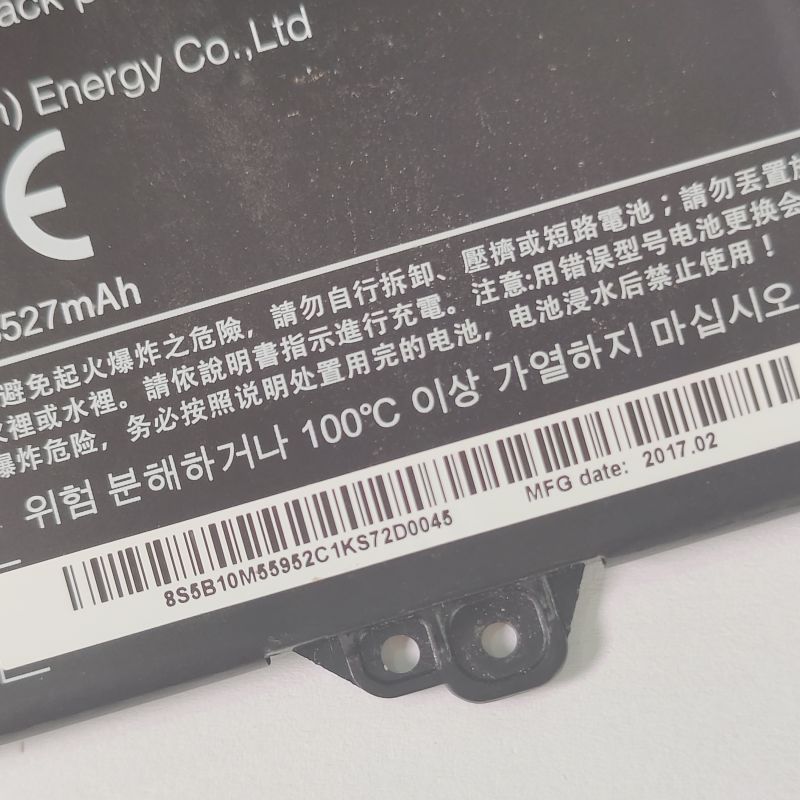 ack p
) Energy Co.,Ltd
CE
527mAh
避免起火爆炸之危險，請勿自行拆卸、壓擠或短路電池；請勿丟置於
火裡或水裡。請依說明書指示進行充電。注意:用错误型号电池更换会
爆炸危险，务必按照说明处置用完的电池，电池浸水后禁止使用！
위험 분해하거나 100℃ 이상 가열하지 마십시오
8S5B10M55952C1KS72D0045
MFG date: 2017.02